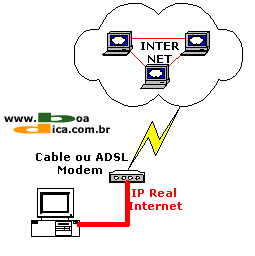 INTER
NET
www.boa
dica.com.br
Cable ou ADSL
Modem
IP Real
Internet